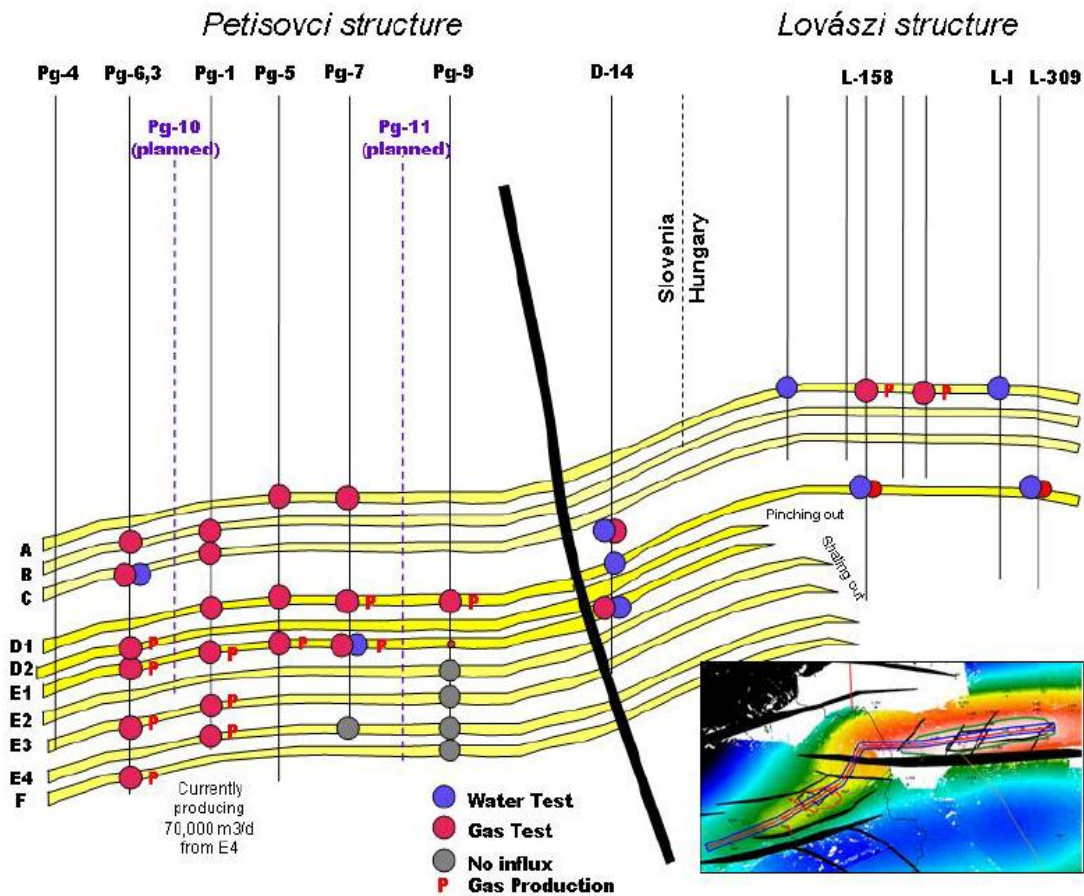 Petisovci structure
Lovászi structure
Pg-4
Pg-6,3
Pg-1
Pg-5
Pg-7
Pg-9
D-14
L-158
L-I
L-309
Pg-10
(planned)
Pg-11
(planned)
Slovenia
Hungary
P
P
Pinching out
Shaling out
A
B
C
D1
D2
E1
E2
E3
E4
F
P
P
P
P
P
P
P
P
P
P
P
Currently
producing
70,000 m3/d
from E4
Water Test
Gas Test
No influx
P Gas Production